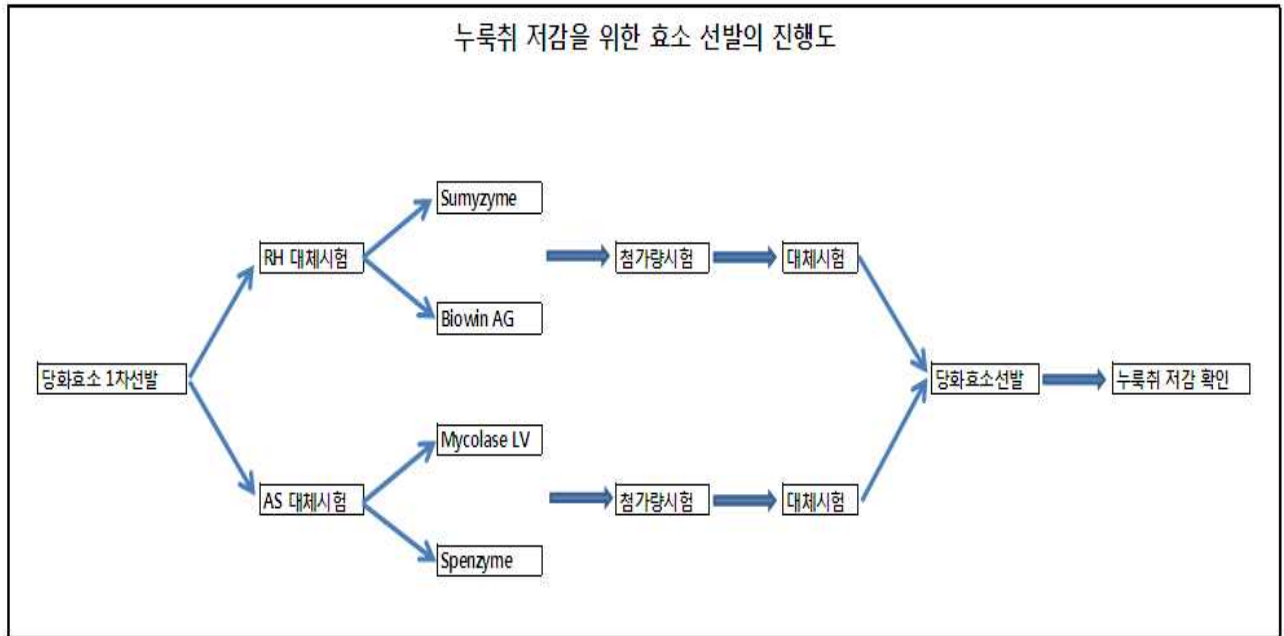 누룩취 저감을 위한 효소 선발의 진행도
Sumyzyme
RH 대체시험
첨가량시험
대체시험
Biowin AG
당화효소 1차선발
당화효소선발
누룩취 저감 확인
Mycolase LV
AS 대체시험
첨가량시험
대체시험
Spenzyme